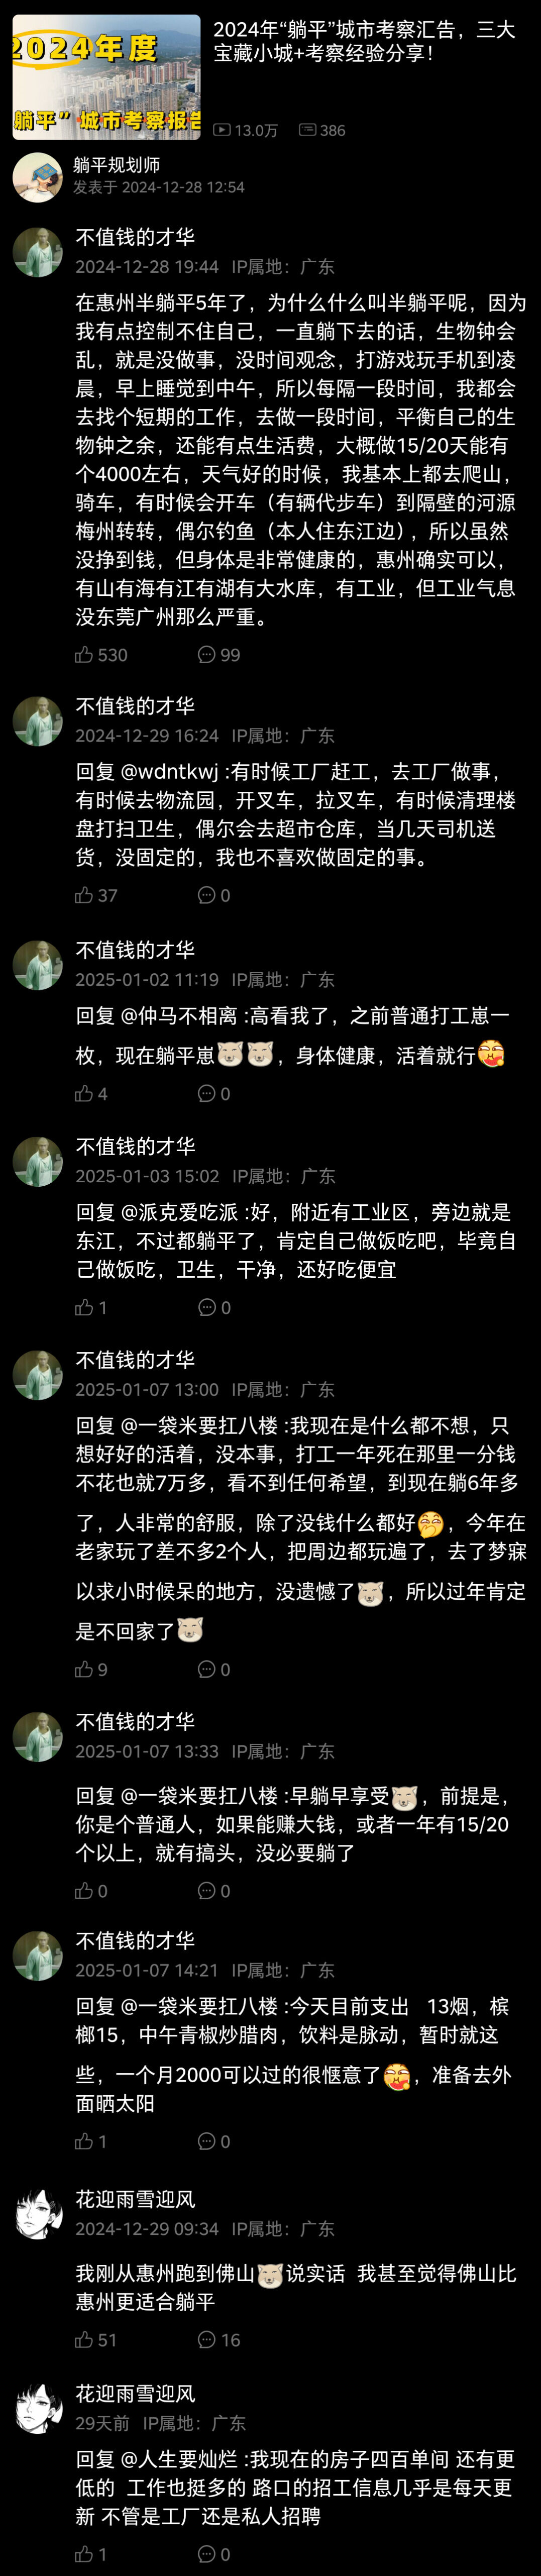 2024年度
躺平”城市考察报告
2024年“躺平”城市考察汇告，三大
宝藏小城+考察经验分享！
13.0万 386
躺平规划师
发表于 2024-12-28 12:54
不值钱的才华
2024-12-28 19:44 IP属地：广东
在惠州半躺平5年了，为什么什么叫半躺平呢，因为
我有点控制不住自己，一直躺下去的话，生物钟会
乱，就是没做事，没时间观念，打游戏玩手机到凌
晨，早上睡觉到中午，所以每隔一段时间，我都会
去找个短期的工作，去做一段时间，平衡自己的生
物钟之余，还能有点生活费，大概做15/20天能有
个4000左右，天气好的时候，我基本上都去爬山，
骑车，有时候会开车（有辆代步车）到隔壁的河源
梅州转转，偶尔钓鱼（本人住东江边），所以虽然
没挣到钱，但身体是非常健康的，惠州确实可以，
有山有海有江有湖有大水库，有工业，但工业气息
没东莞广州那么严重。
530 99
不值钱的才华
2024-12-29 16:24 IP属地：广东
回复 @wdntkwj :有时候工厂赶工，去工厂做事，
有时候去物流园，开叉车，拉叉车，有时候清理楼
盘打扫卫生，偶尔会去超市仓库，当几天司机送
货，没固定的，我也不喜欢做固定的事。
37 0
不值钱的才华
2025-01-02 11:19 IP属地：广东
回复 @仲马不相离 :高看我了，之前普通打工崽一
枚，现在躺平崽，身体健康，活着就行
4 0
不值钱的才华
2025-01-03 15:02 IP属地：广东
回复 @派克爱吃派 :好，附近有工业区，旁边就是
东江，不过都躺平了，肯定自己做饭吃吧，毕竟自
己做饭吃，卫生，干净，还好吃便宜
1 0
不值钱的才华
2025-01-07 13:00 IP属地：广东
回复 @一袋米要扛八楼 :我现在是什么都不想，只
想好好的活着，没本事，打工一年死在那里一分钱
不花也就7万多，看不到任何希望，到现在躺6年多
了，人非常的舒服，除了没钱什么都好，今年在
老家玩了差不多2个人，把周边都玩遍了，去了梦寐
以求小时候呆的地方，没遗憾了，所以过年肯定
是不回家了
9 0
不值钱的才华
2025-01-07 13:33 IP属地：广东
回复 @一袋米要扛八楼 :早躺早享受，前提是，
你是个普通人，如果能赚大钱，或者一年有15/20
个以上，就有搞头，没必要躺了
0 0
不值钱的才华
2025-01-07 14:21 IP属地：广东
回复 @一袋米要扛八楼 :今天目前支出 13烟，槟
榔15，中午青椒炒腊肉，饮料是脉动，暂时就这
些，一个月2000可以过的很惬意了，准备去外
面晒太阳
1 0
花迎雨雪迎风
2024-12-29 09:34 IP属地：广东
我刚从惠州跑到佛山说实话 我甚至觉得佛山比
惠州更适合躺平
51 16
花迎雨雪迎风
29天前 IP属地：广东
回复 @人生要灿烂 :我现在的房子四百单间 还有更
低的 工作也挺多的 路口的招工信息几乎是每天更
新 不管是工厂还是私人招聘
1 0